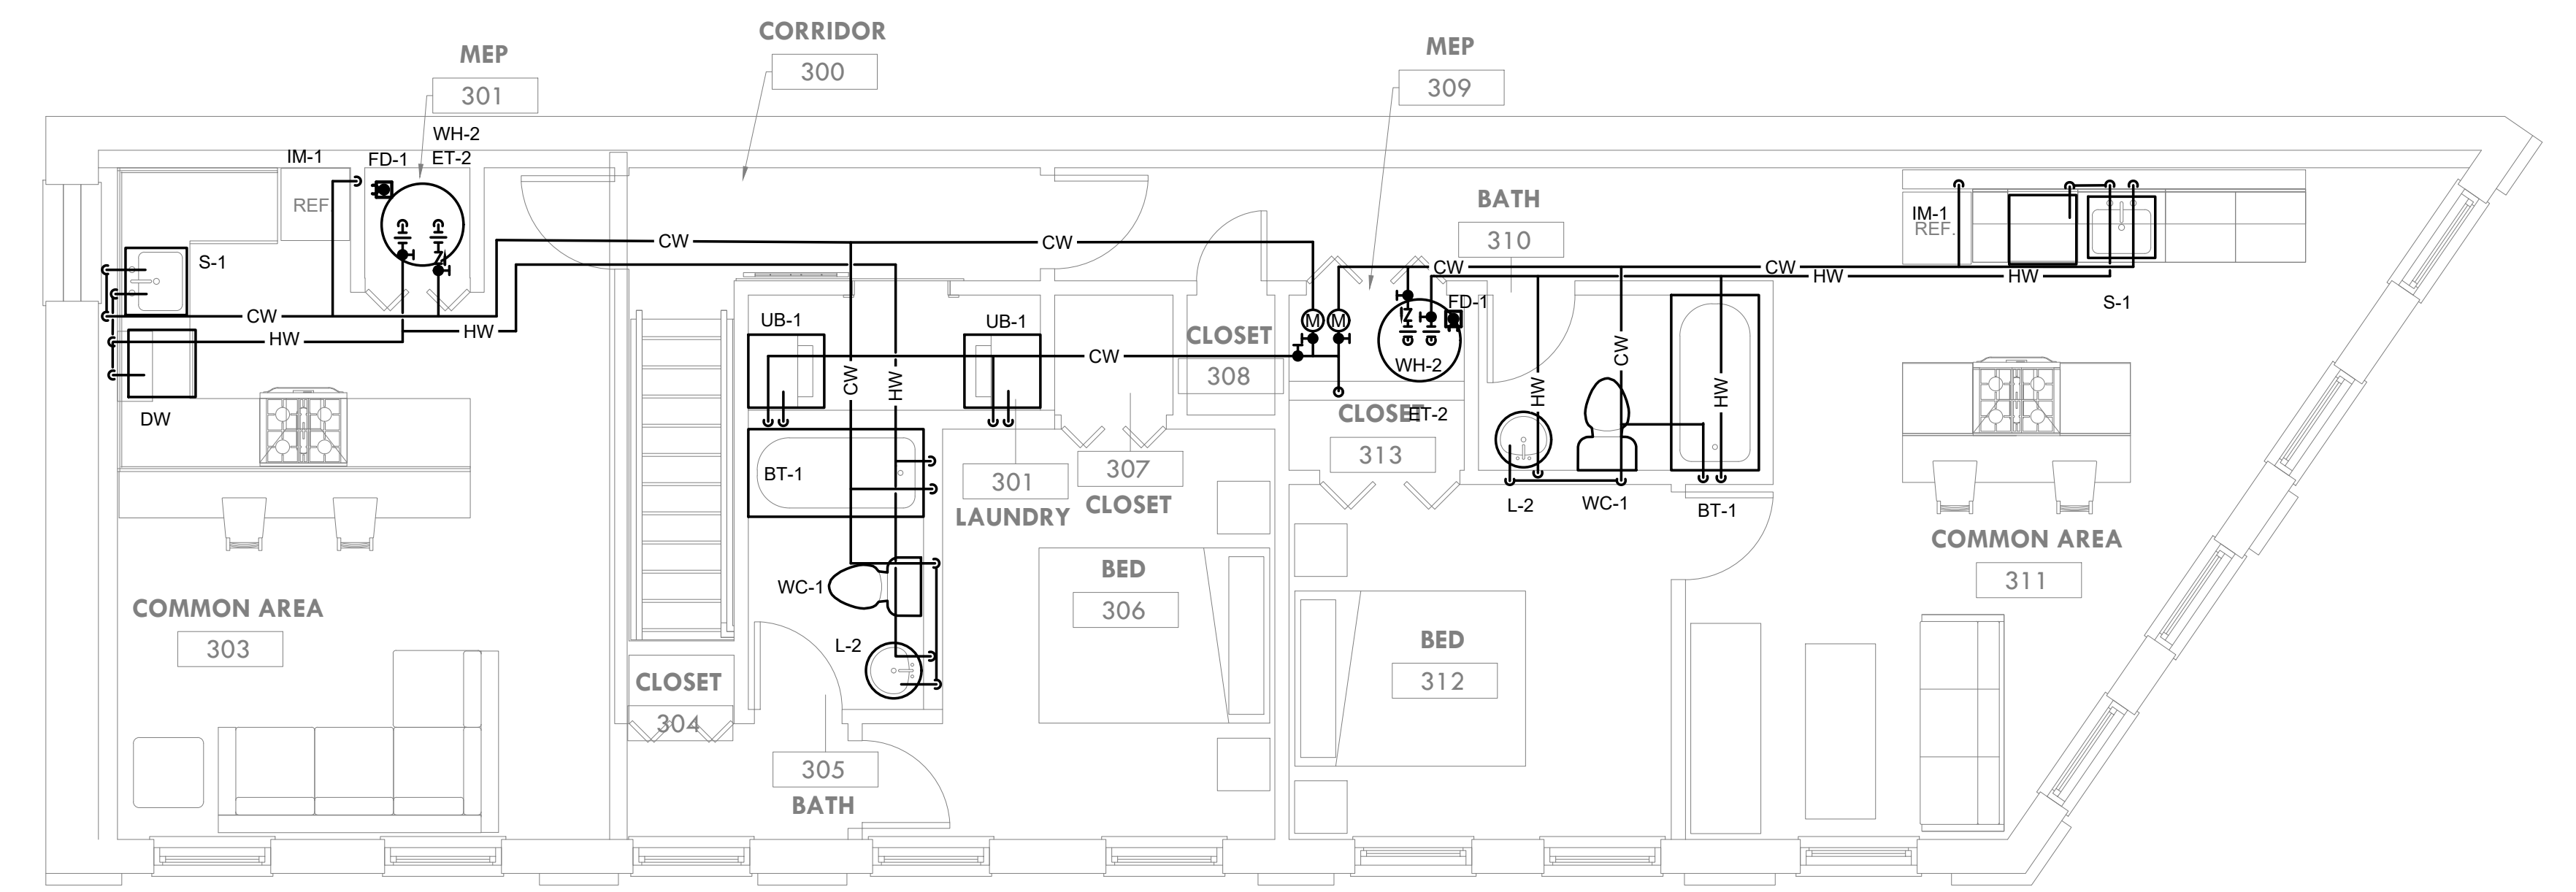 CORRIDOR
300
MEP
301
MEP
309
WH-2
ET-2
IM-1
FD-1
REF
BATH
310
IM-1
REF.
S-1
CW
CW
CW
CW
HW
HW
FD-1
S-1
CW
HW
HW
UB-1
UB-1
M
M
CLOSET
308
CW
WH-2
CW
HW
CW
HW
HW
DW
CLOSET
ET-2
313
BT-1
301
LAUNDRY
307
CLOSET
L-2
WC-1
BT-1
COMMON AREA
311
BED
306
WC-1
COMMON AREA
303
L-2
BED
312
CLOSET
304
305
BATH